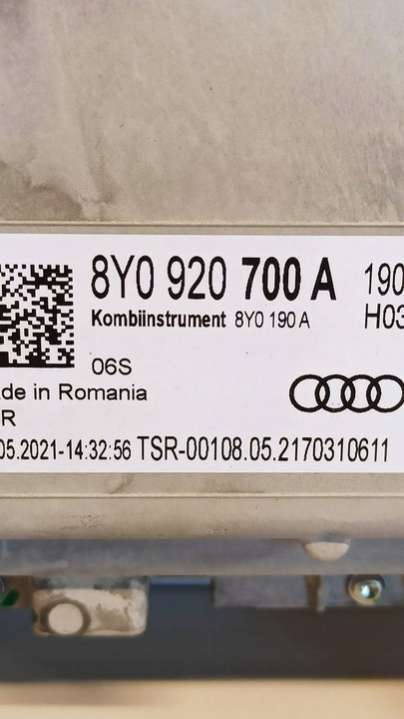 8Y0 920 700 A 190
Kombiinstrument 8Y0 190 A H03
06S
ade in Romania
R
05.2021-14:32:56 TSR-00108.05.2170310611